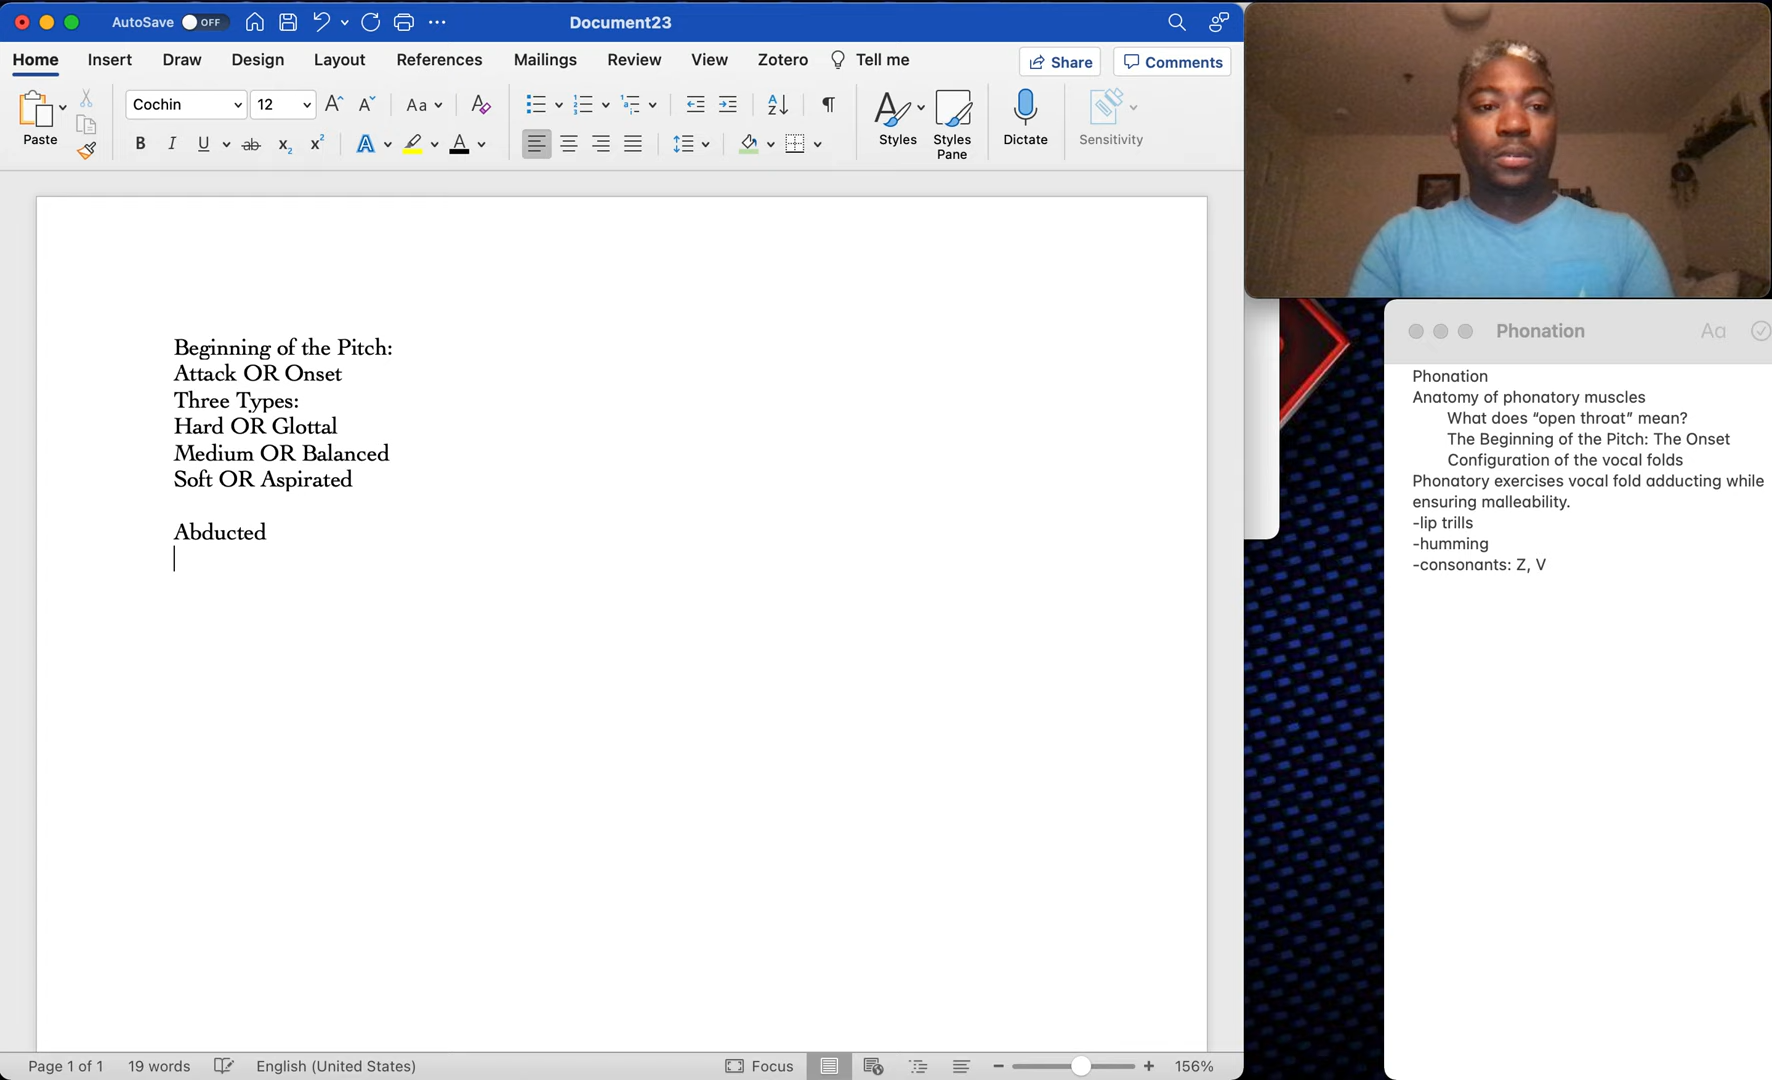 AutoSave OFF
Document23
Home Insert Draw Design Layout References Mailings Review View Zotero Tell me Share Comments
Paste
Cochin 12
Aa
Styles
Styles Pane
Dictate
Sensitivity
Beginning of the Pitch:
Attack OR Onset
Three Types:
Hard OR Glottal
Medium OR Balanced
Soft OR Aspirated
Abducted
Page 1 of 1 19 words English (United States) Focus 156%
Phonation Aa
Phonation
Anatomy of phonatory muscles
What does “open throat” mean?
The Beginning of the Pitch: The Onset
Configuration of the vocal folds
Phonatory exercises vocal fold adducting while
ensuring malleability.
-lip trills
-humming
-consonants: Z, V